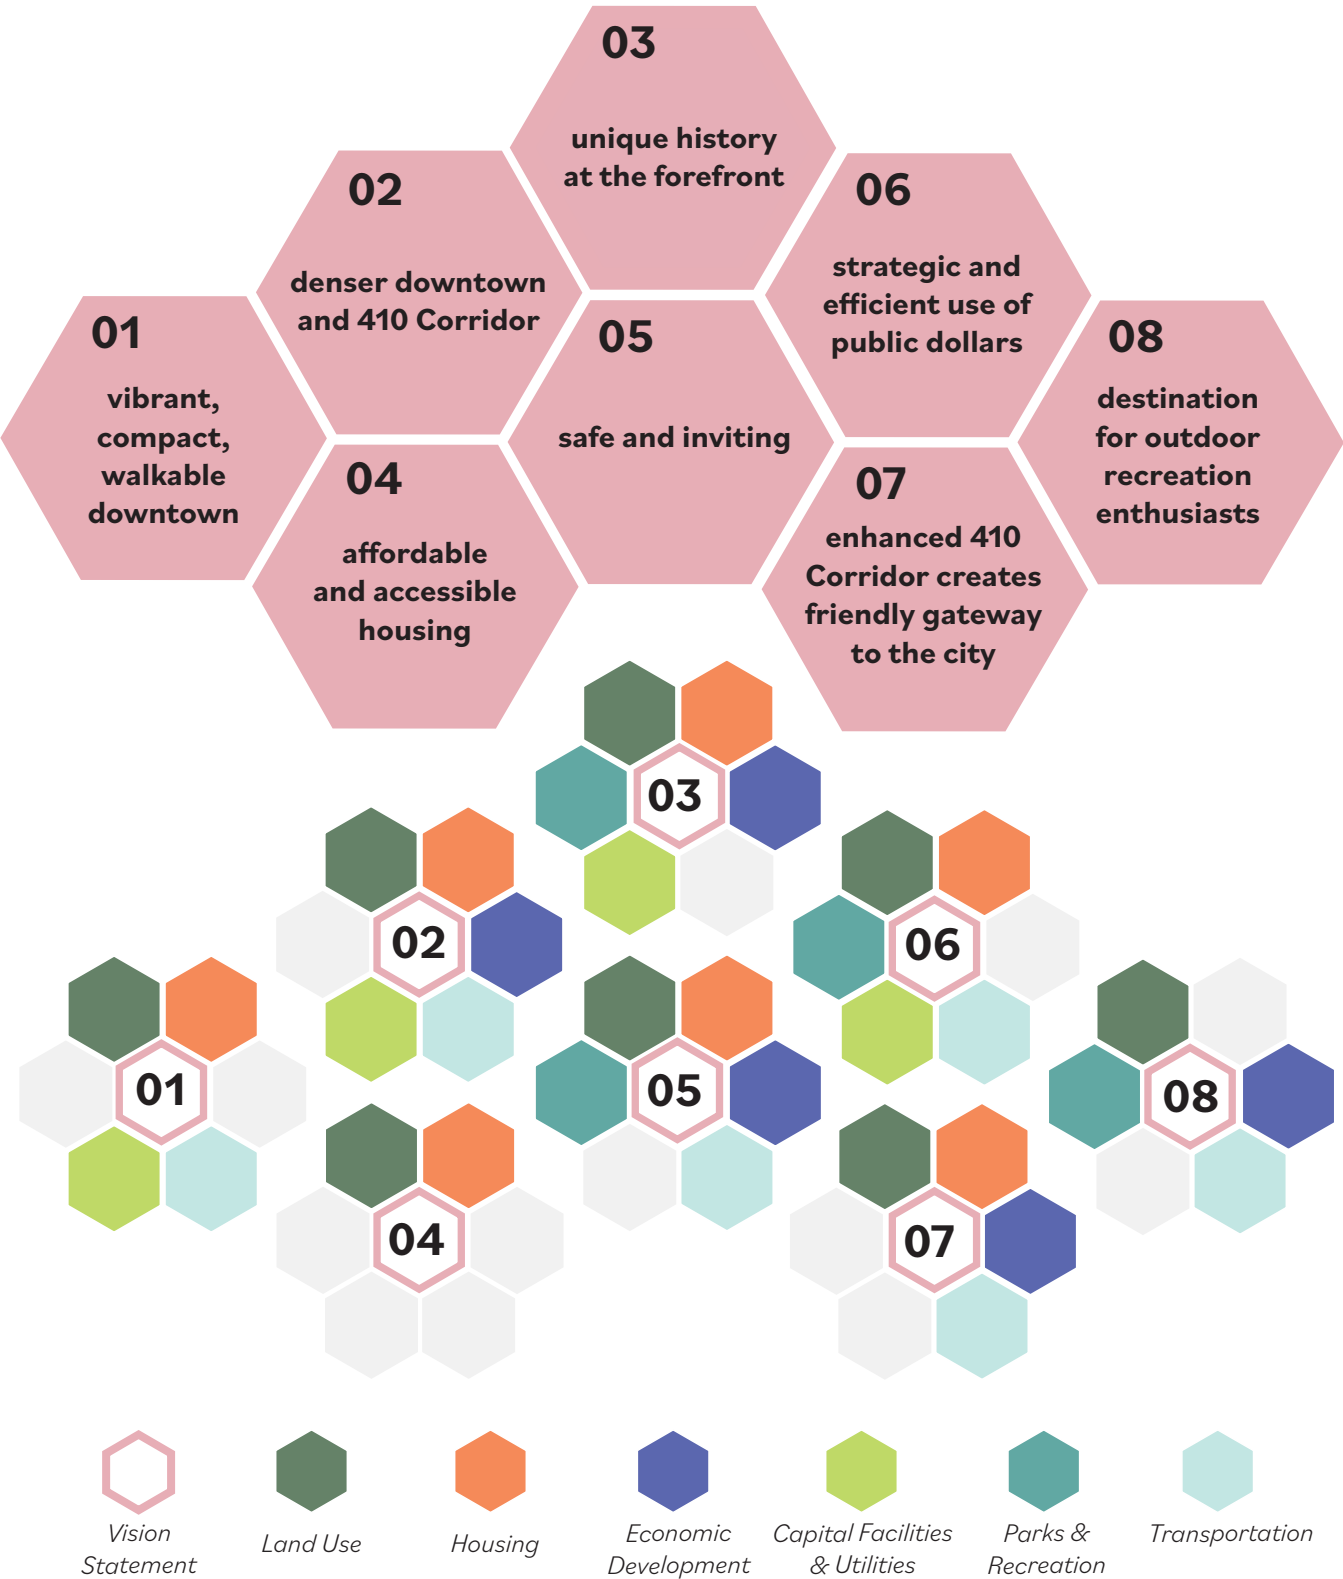 03
unique history
at the forefront
02
denser downtown
and 410 Corridor
06
strategic and
efficient use of
public dollars
01
vibrant,
compact,
walkable
downtown
05
safe and inviting
08
destination
for outdoor
recreation
enthusiasts
04
affordable
and accessible
housing
07
enhanced 410
Corridor creates
friendly gateway
to the city
03
02
06
01
05
08
04
07
Vision
Statement
Land Use
Housing
Economic
Development
Capital Facilities
& Utilities
Parks &
Recreation
Transportation